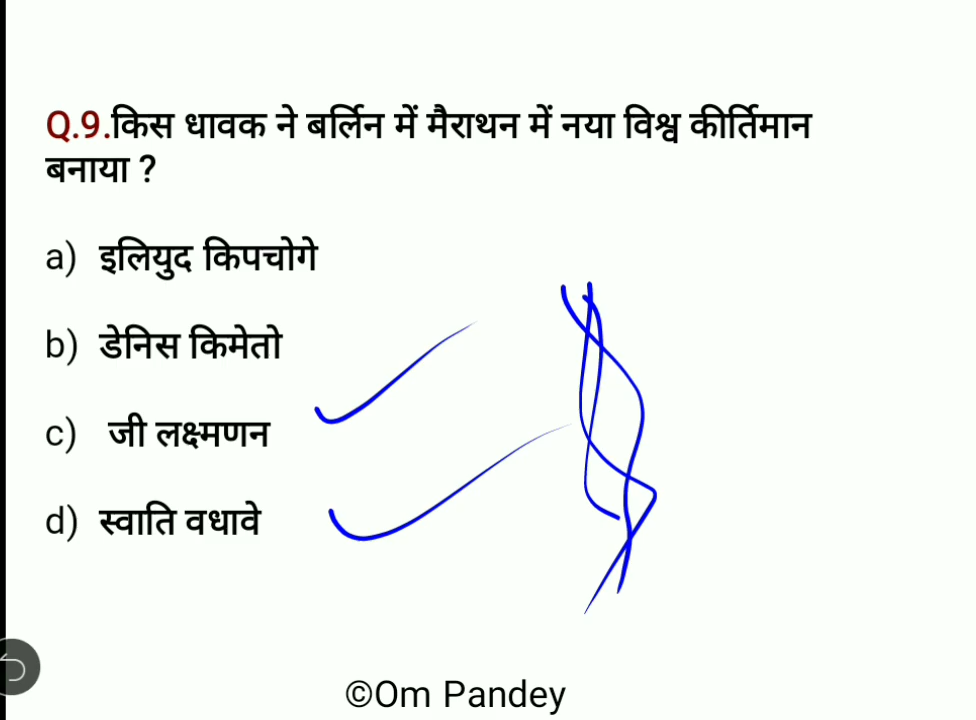 Q.9.किस धावक ने बर्लिन में मैराथन में नया विश्व कीर्तिमान
बनाया ?
a) इलियुद किपचोगे
b) डेनिस किमेतो
c) जी लक्ष्मणन
d) स्वाति वधावे
©Om Pandey